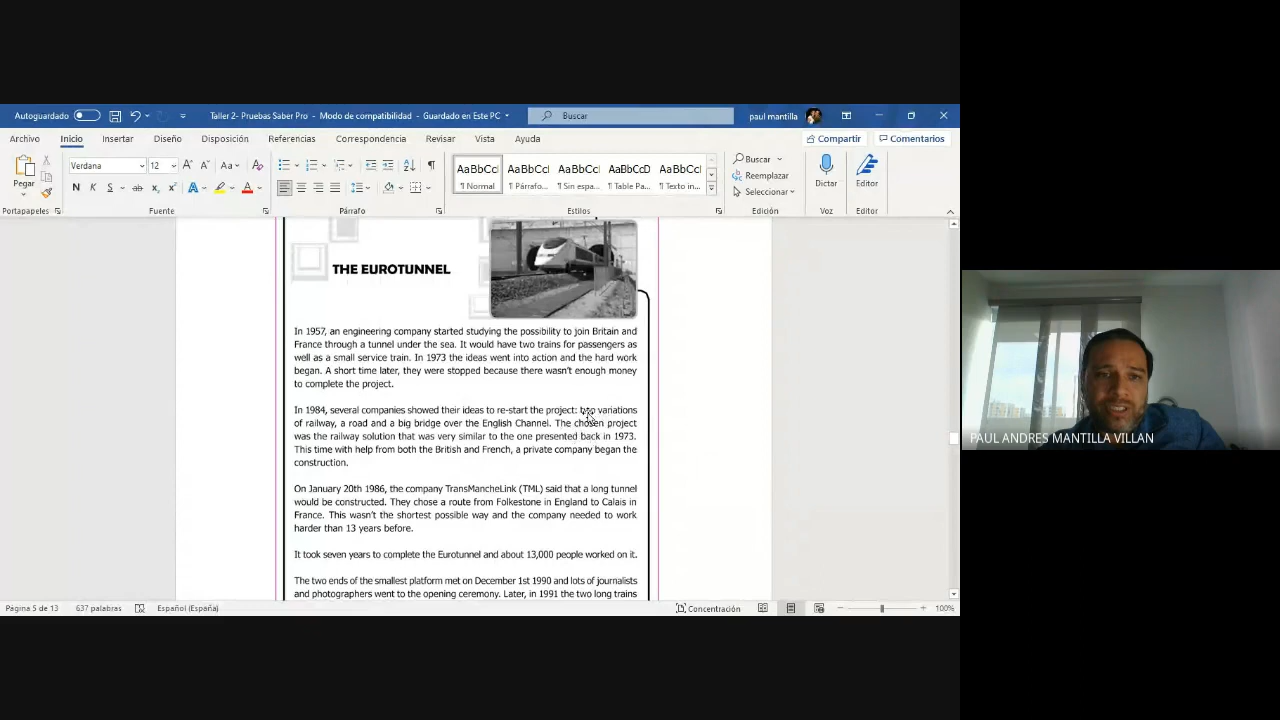 Autoguardado
Taller 2- Pruebas Saber Pro - Modo de compatibilidad - Guardado en Este PC
Buscar
paul mantilla
Archivo Inicio Insertar Diseño Disposición Referencias Correspondencia Revisar Vista Ayuda
Compartir Comentarios
Pegar
Verdana 12
Aa
N K S ab x₂ x² A A
AaBbCcI AaBbCcI AaBbCcI AaBbCcD AaBbCcI
¶ Normal ¶ Párrafo... ¶ Sin espa... ¶ Table Pa... ¶ Texto in...
Buscar
Reemplazar
Seleccionar
Dictar
Editor
Portapapeles Fuente Párrafo Estilos Edición Voz Editor
THE EUROTUNNEL
In 1957, an engineering company started studying the possibility to join Britain and
France through a tunnel under the sea. It would have two trains for passengers as
well as a small service train. In 1973 the ideas went into action and the hard work
began. A short time later, they were stopped because there wasn't enough money
to complete the project.
In 1984, several companies showed their ideas to re-start the project: two variations
of railway, a road and a big bridge over the English Channel. The chosen project
was the railway solution that was very similar to the one presented back in 1973.
This time with help from both the British and French, a private company began the
construction.
On January 20th 1986, the company TransMancheLink (TML) said that a long tunnel
would be constructed. They chose a route from Folkestone in England to Calais in
France. This wasn't the shortest possible way and the company needed to work
harder than 13 years before.
It took seven years to complete the Eurotunnel and about 13,000 people worked on it.
The two ends of the smallest platform met on December 1st 1990 and lots of journalists
and photographers went to the opening ceremony. Later, in 1991 the two long trains
Página 5 de 13 637 palabras Español (España) Concentración 100%
PAUL ANDRES MANTILLA VILLAN